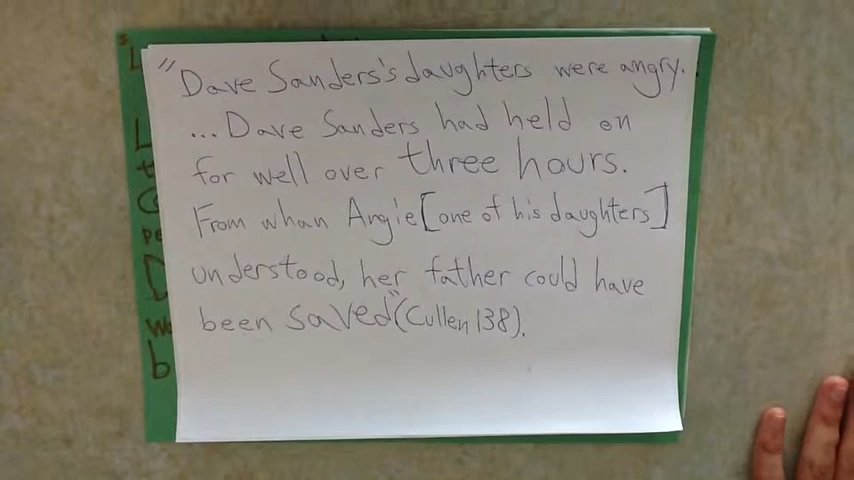 "Dave Sanders's daughters were angry.
...Dave Sanders had held on
for well over three hours.
From whan Angie [one of his daughters]
understood, her father could have
been saved" (Cullen 138).